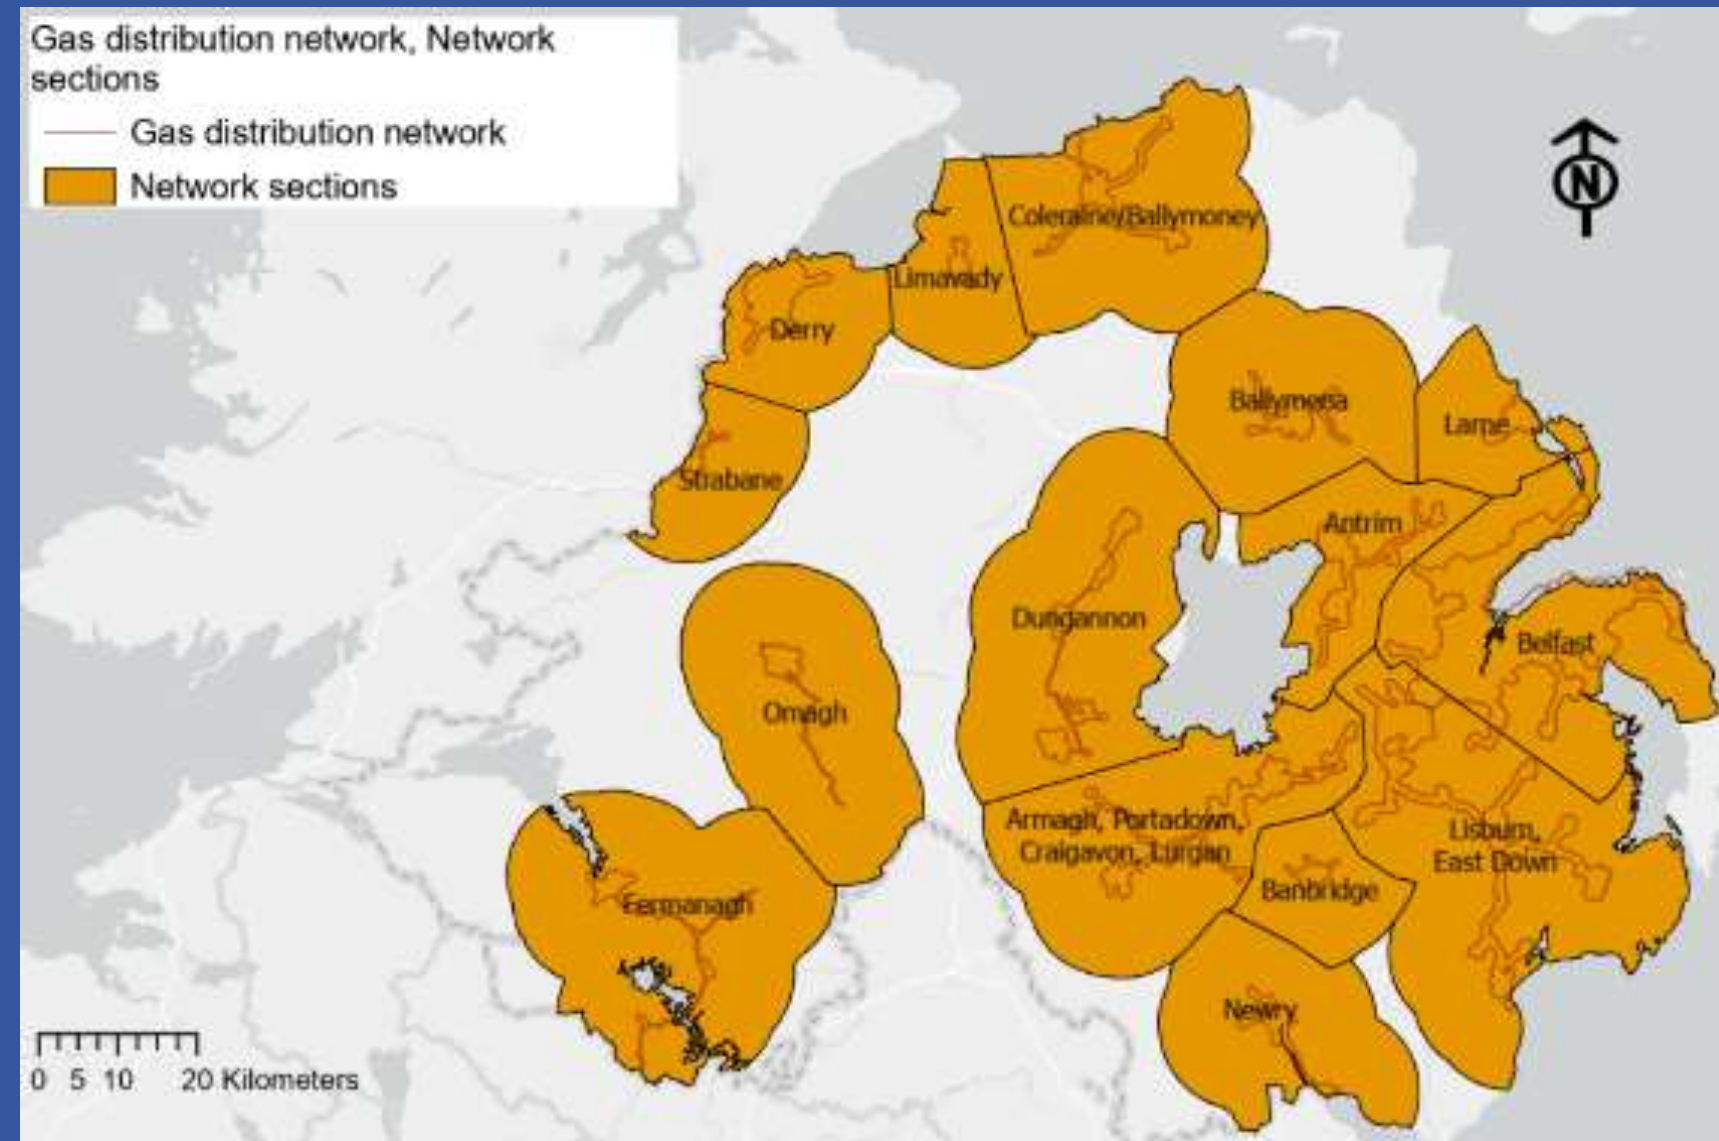 Gas distribution network, Network
sections
Gas distribution network
Network sections
N
Coleraine/Ballymoney
Limavady
Derry
Ballymena
Larne
Strabane
Antrim
Dungannon
Belfast
Omagh
Armagh, Portadown,
Craigavon, Lurgan
Lisburn,
East Down
Banbridge
Fermanagh
Newry
0 5 10 20 Kilometers